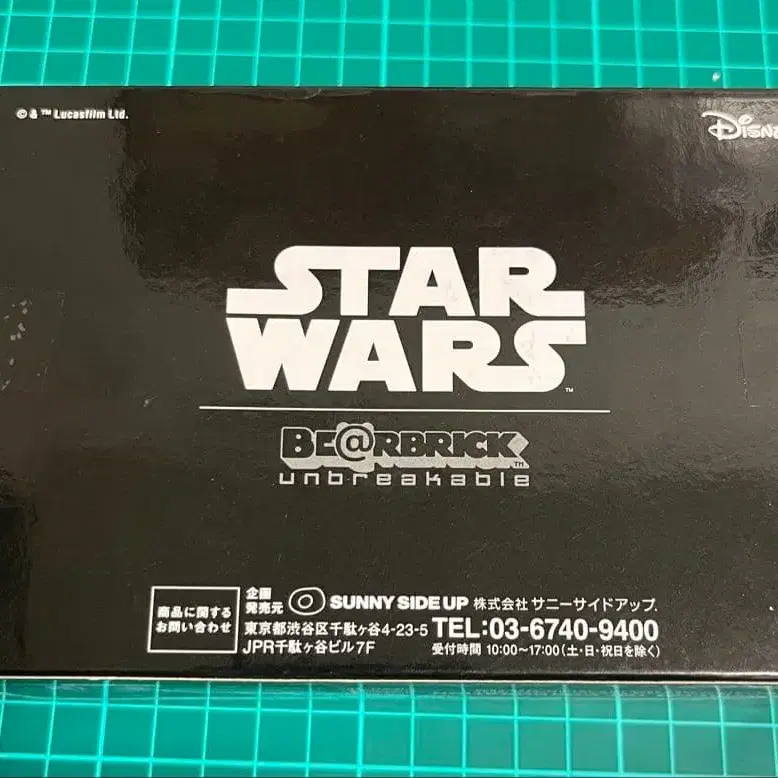 © & ™ Lucasfilm Ltd.
Disn
STAR
WARS™
BE@RBRICK™
unbreakable
商品に関する
お問い合わせ
企画
発売元
SUNNY SIDE UP 株式会社 サニーサイドアップ.
東京都渋谷区千駄ヶ谷4-23-5 TEL:03-6740-9400
JPR千駄ヶ谷ビル7F 受付時間 10:00〜17:00(土・日・祝日を除く)